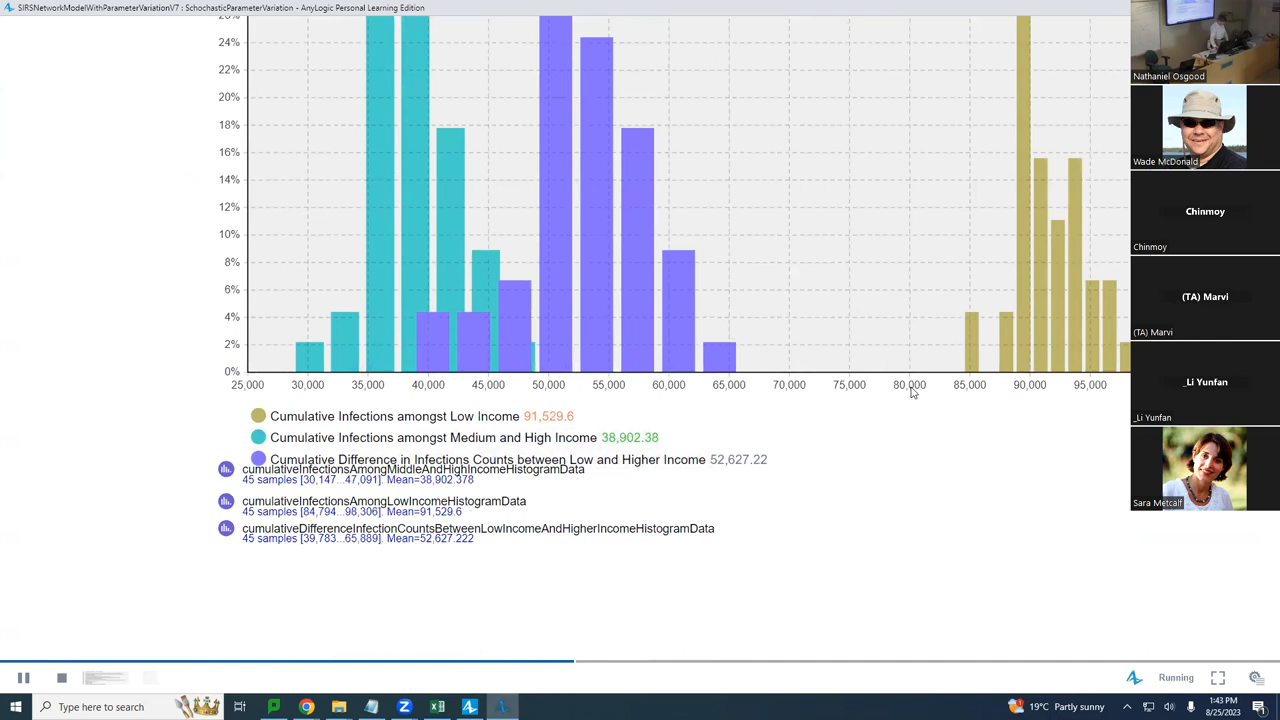 SIRSNetworkModelWithParameterVariationV7 : SchochasticParameterVariation - AnyLogic Personal Learning Edition
26%
24%
22%
20%
18%
16%
14%
12%
10%
8%
6%
4%
2%
0%
25,000 30,000 35,000 40,000 45,000 50,000 55,000 60,000 65,000 70,000 75,000 80,000 85,000 90,000 95,000
Cumulative Infections amongst Low Income 91,529.6
Cumulative Infections amongst Medium and High Income 38,902.38
Cumulative Difference in Infections Counts between Low and Higher Income 52,627.22
cumulativeInfectionsAmongMiddleAndHighIncomeHistogramData
45 samples [30,147...47,091]. Mean=38,902.378
cumulativeInfectionsAmongLowIncomeHistogramData
45 samples [84,794...98,306]. Mean=91,529.6
cumulativeDifferenceInfectionCountsBetweenLowIncomeAndHigherIncomeHistogramData
45 samples [39,783...65,889]. Mean=52,627.222
Nathaniel Osgood
Wade McDonald
Chinmoy
Chinmoy
(TA) Marvi
(TA) Marvi
_Li Yunfan
_Li Yunfan
Sara Metcalf
Running
Type here to search
19°C Partly sunny
1:43 PM
8/25/2023